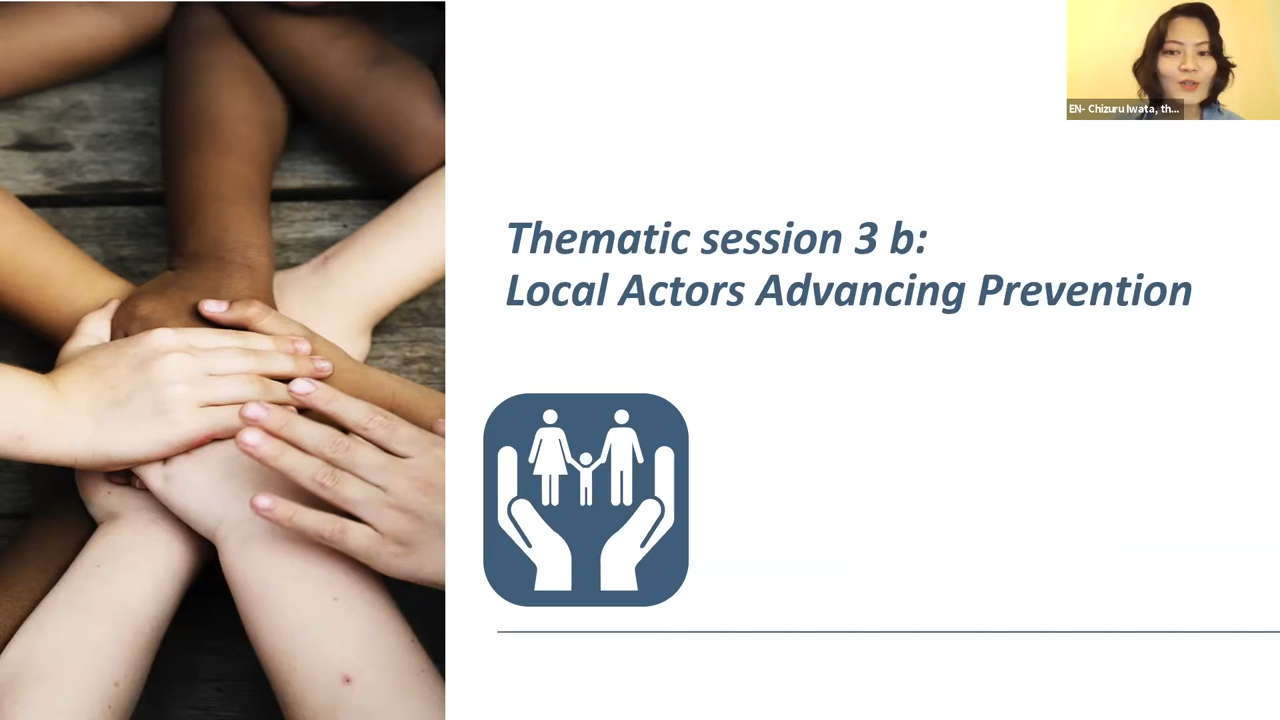 EN- Chizuru Iwata, th...
Thematic session 3 b:
Local Actors Advancing Prevention